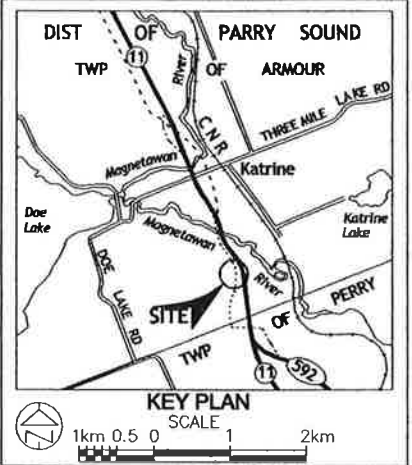 DIST OF PARRY SOUND
TWP OF ARMOUR
11
River
CNR
THREE MILE LAKE RD
Magnetawan
Katrine
Doe Lake
Magnetawan River
Katrine Lake
DOE LAKE RD
SITE
TWP OF PERRY
11
592
KEY PLAN
SCALE
N
1km 0.5 0 1 2km